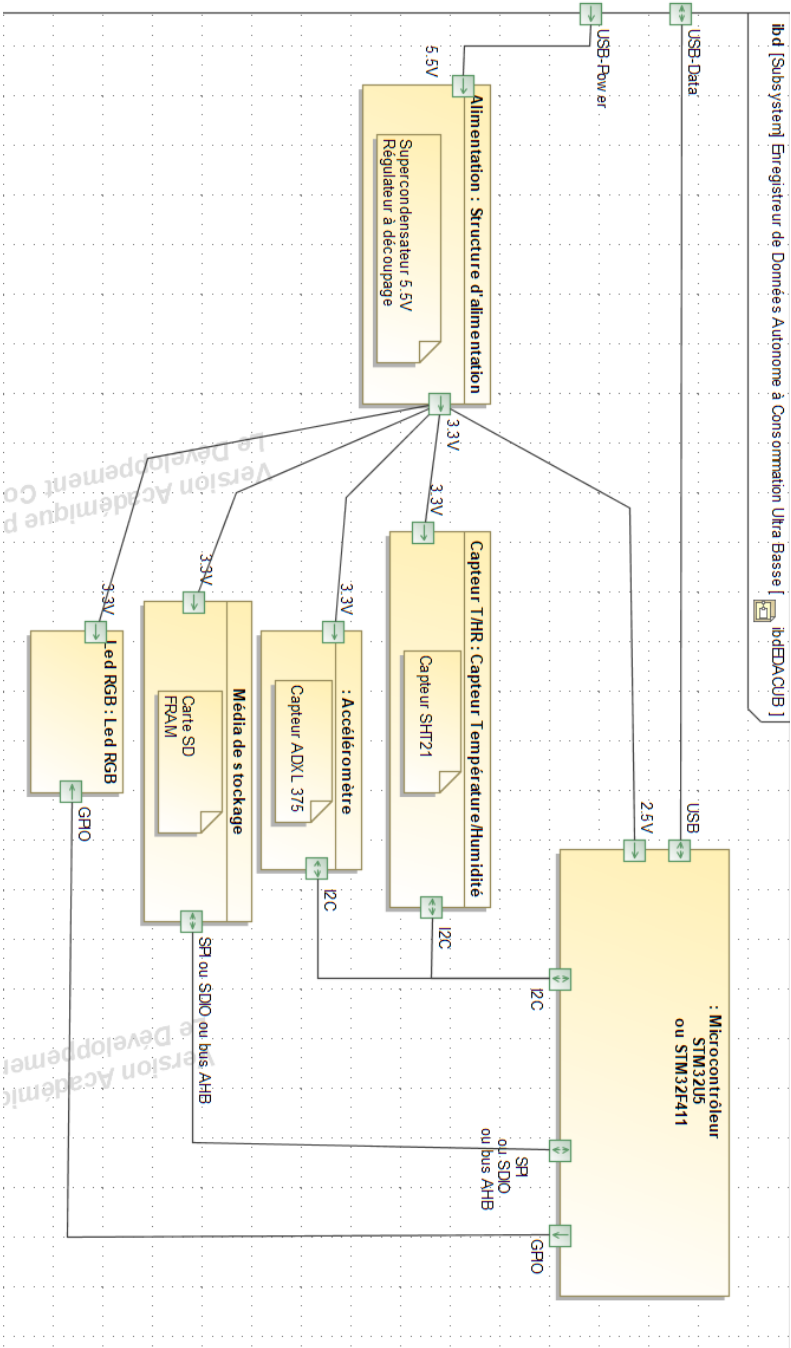 ibd [Subsystem] Enregistreur de Données Autonome à Consommation Ultra Basse [ ibdEDACUB ]
USB-Data
USB-Power
5.5V
Alimentation : Structure d'alimentation
Supercondensateur 5.5V
Régulateur à découpage
3.3V
USB
2.5V
: Microcontrôleur
STM32U5
ou STM32F411
I2C
SPI
ou SDIO
ou bus AHB
GPIO
3.3V
Capteur T/HR : Capteur Température/Humidité
Capteur SHT21
I2C
3.3V
: Accéléromètre
Capteur ADXL 375
I2C
3.3V
Média de stockage
Carte SD
FRAM
SPI ou SDIO ou bus AHB
3.3V
Led RGB : Led RGB
GPIO
Version Académique p
Le Développement Co
Version Académic
Le Développemen